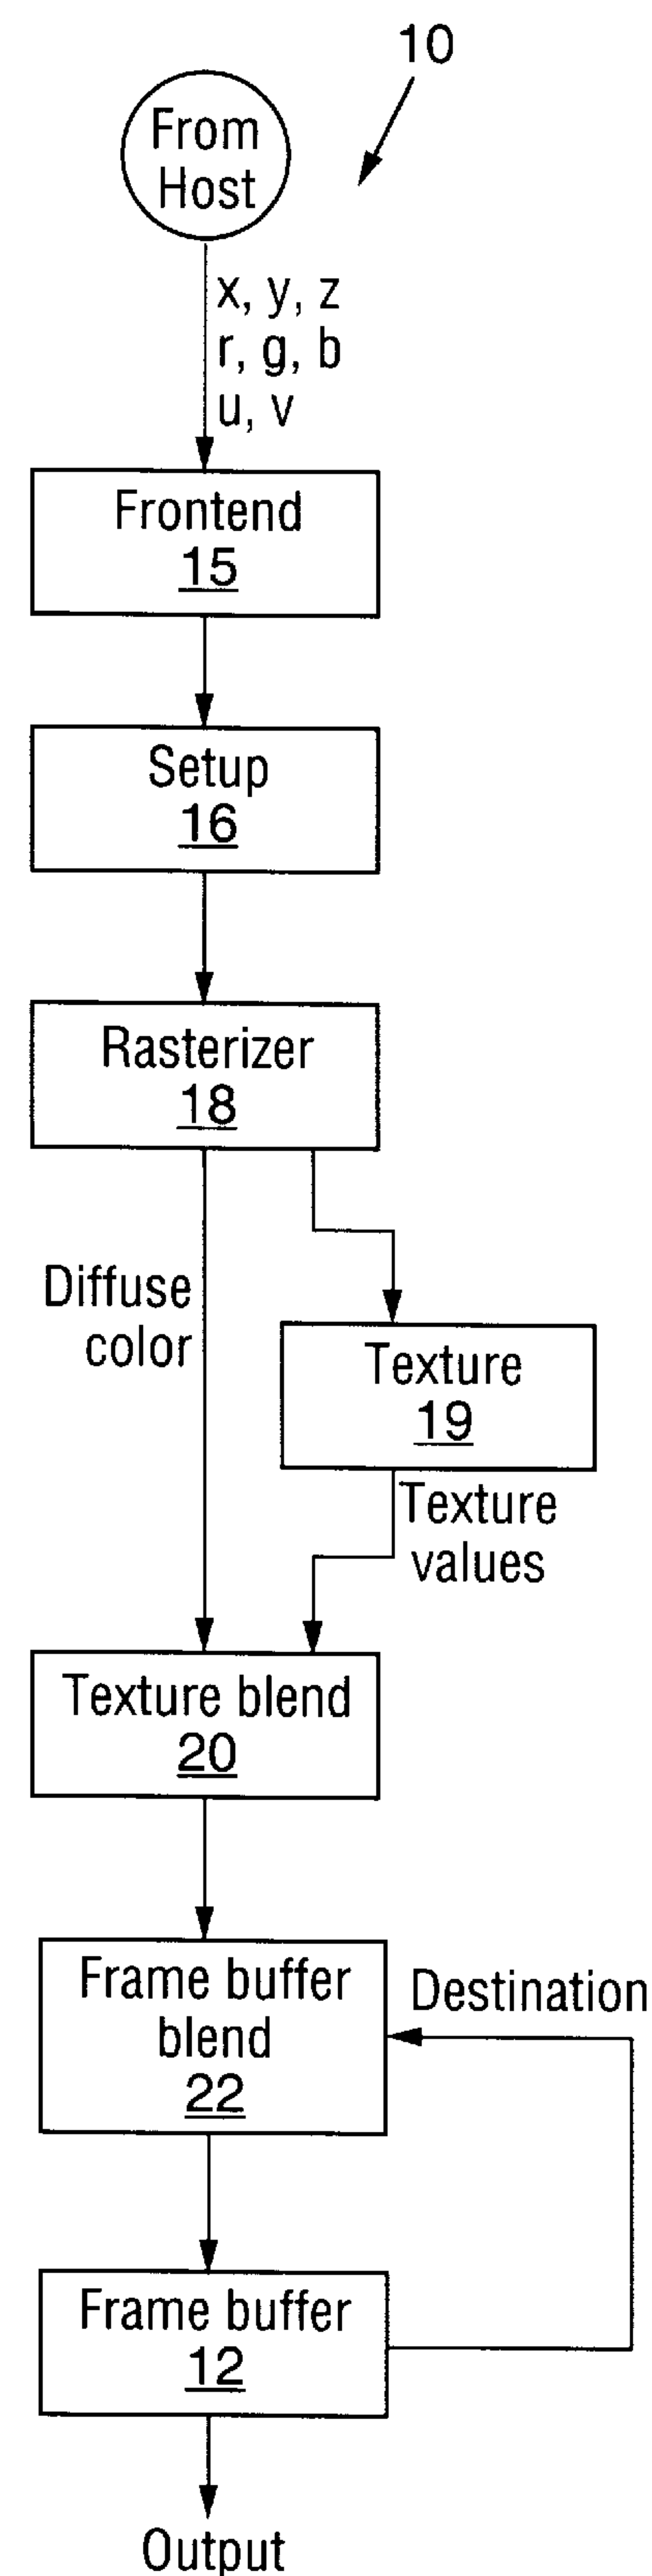 10
From
Host
x, y, z
r, g, b
u, v
Frontend
15
Setup
16
Rasterizer
18
Diffuse
color
Texture
19
Texture
values
Texture blend
20
Frame buffer
blend
22
Destination
Frame buffer
12
Output